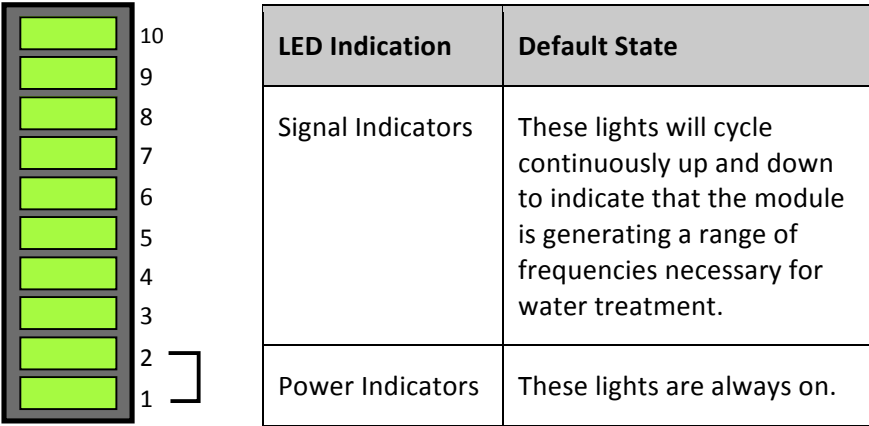 10
9
8
7
6
5
4
3
2
1
LED Indication
Default State
Signal Indicators
These lights will cycle
continuously up and down
to indicate that the module
is generating a range of
frequencies necessary for
water treatment.
Power Indicators
These lights are always on.